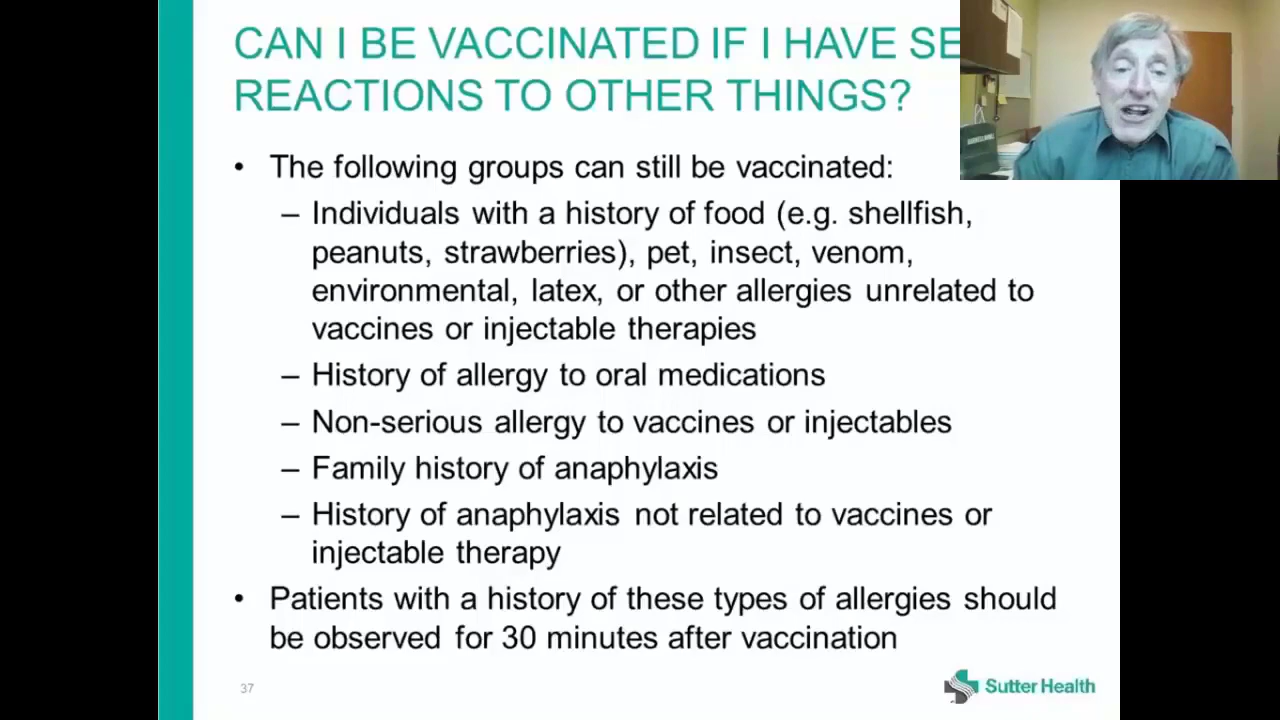 CAN I BE VACCINATED IF I HAVE SE
REACTIONS TO OTHER THINGS?
• The following groups can still be vaccinated:
– Individuals with a history of food (e.g. shellfish,
peanuts, strawberries), pet, insect, venom,
environmental, latex, or other allergies unrelated to
vaccines or injectable therapies
– History of allergy to oral medications
– Non-serious allergy to vaccines or injectables
– Family history of anaphylaxis
– History of anaphylaxis not related to vaccines or
injectable therapy
• Patients with a history of these types of allergies should
be observed for 30 minutes after vaccination
37
Sutter Health